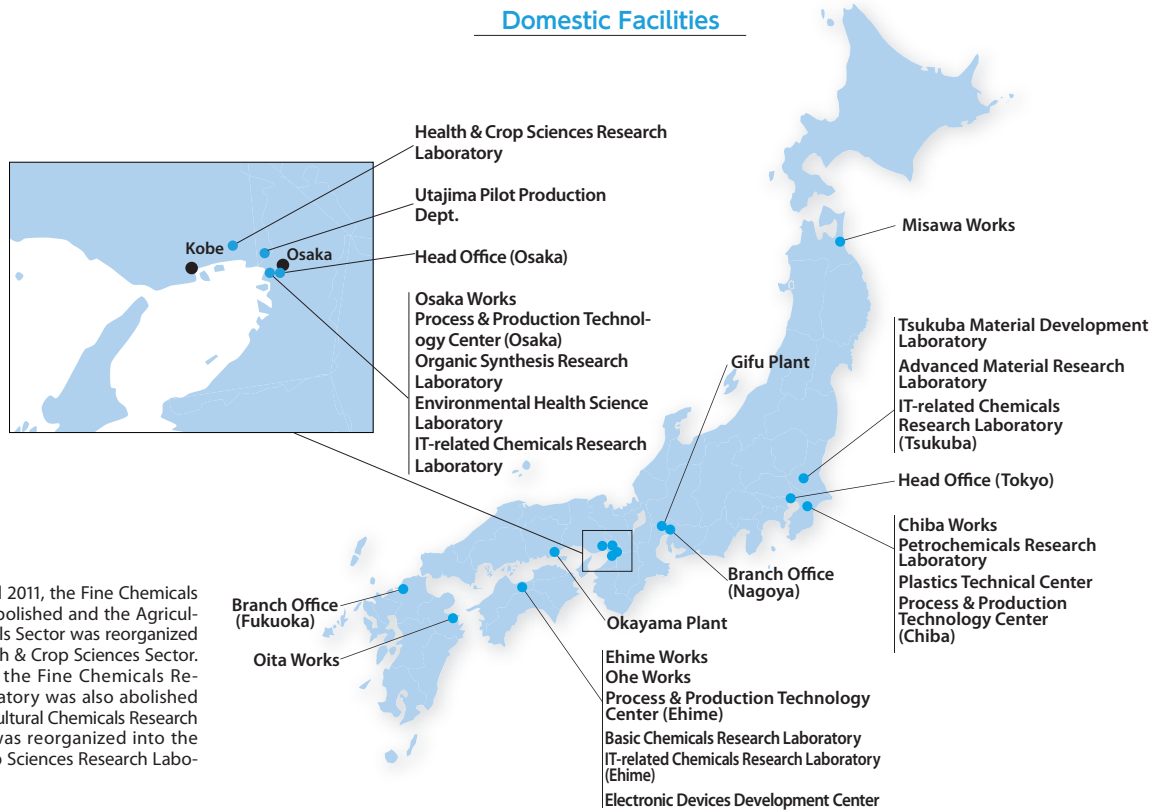 Domestic Facilities
Health & Crop Sciences Research
Laboratory
Utajima Pilot Production
Dept.
Kobe
Osaka
Head Office (Osaka)
Osaka Works
Process & Production Technol-
ogy Center (Osaka)
Organic Synthesis Research
Laboratory
Environmental Health Science
Laboratory
IT-related Chemicals Research
Laboratory
Misawa Works
Gifu Plant
Tsukuba Material Development
Laboratory
Advanced Material Research
Laboratory
IT-related Chemicals
Research Laboratory
(Tsukuba)
Head Office (Tokyo)
Chiba Works
Petrochemicals Research
Laboratory
Plastics Technical Center
Process & Production
Technology Center
(Chiba)
Branch Office
(Nagoya)
Okayama Plant
Branch Office
(Fukuoka)
Oita Works
Ehime Works
Ohe Works
Process & Production Technology
Center (Ehime)
Basic Chemicals Research Laboratory
IT-related Chemicals Research Laboratory
(Ehime)
Electronic Devices Development Center
l 2011, the Fine Chemicals
bolished and the Agricul-
ls Sector was reorganized
h & Crop Sciences Sector.
the Fine Chemicals Re-
atory was also abolished
ultural Chemicals Research
was reorganized into the
p Sciences Research Labo-